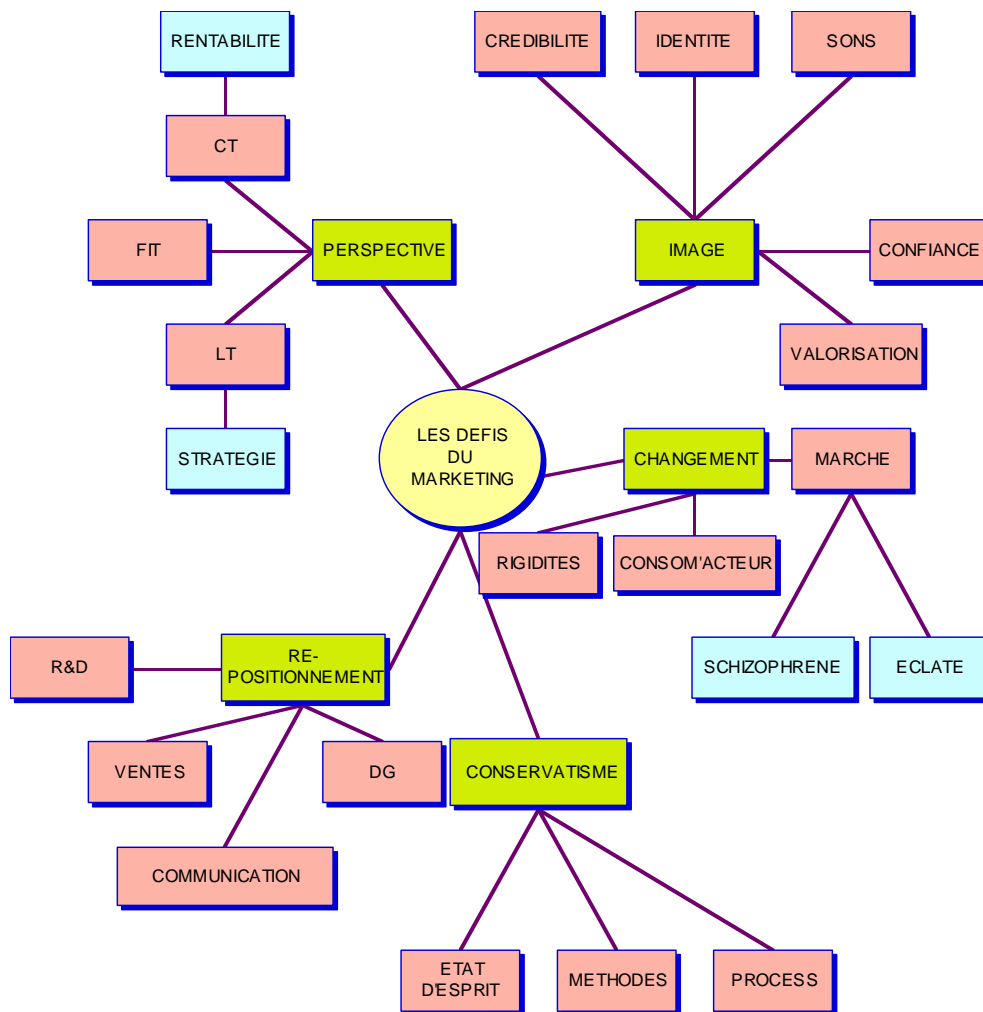 RENTABILITE
CREDIBILITE
IDENTITE
SONS
CT
FIT
PERSPECTIVE
IMAGE
CONFIANCE
LT
VALORISATION
STRATEGIE
LES DEFIS
DU
MARKETING
CHANGEMENT
MARCHE
RIGIDITES
CONSOM'ACTEUR
R&D
RE-
POSITIONNEMENT
SCHIZOPHRENE
ECLATE
VENTES
DG
CONSERVATISME
COMMUNICATION
ETAT
D'ESPRIT
METHODES
PROCESS